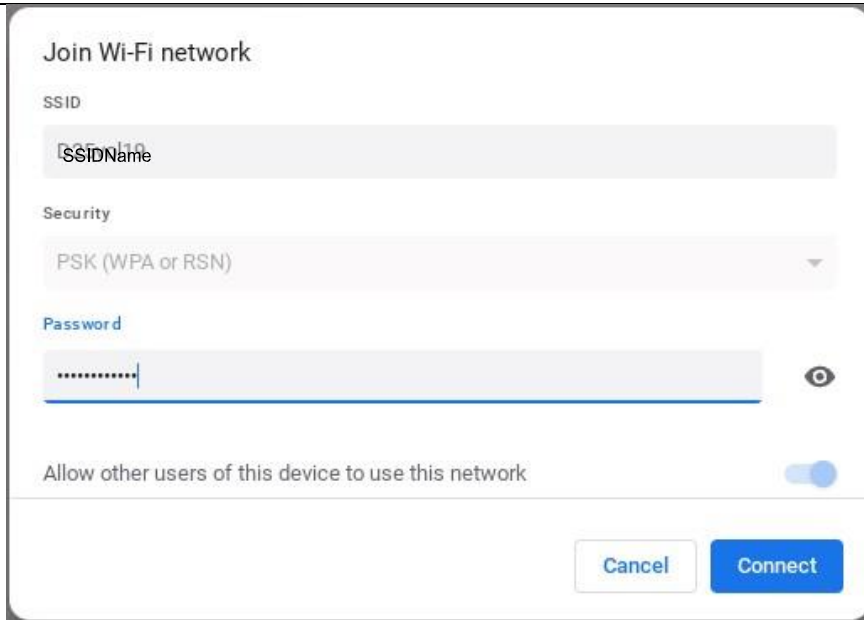 Join Wi-Fi network
SSID
SSIDName
Security
PSK (WPA or RSN)
Password
••••••••••••
Allow other users of this device to use this network
Cancel
Connect